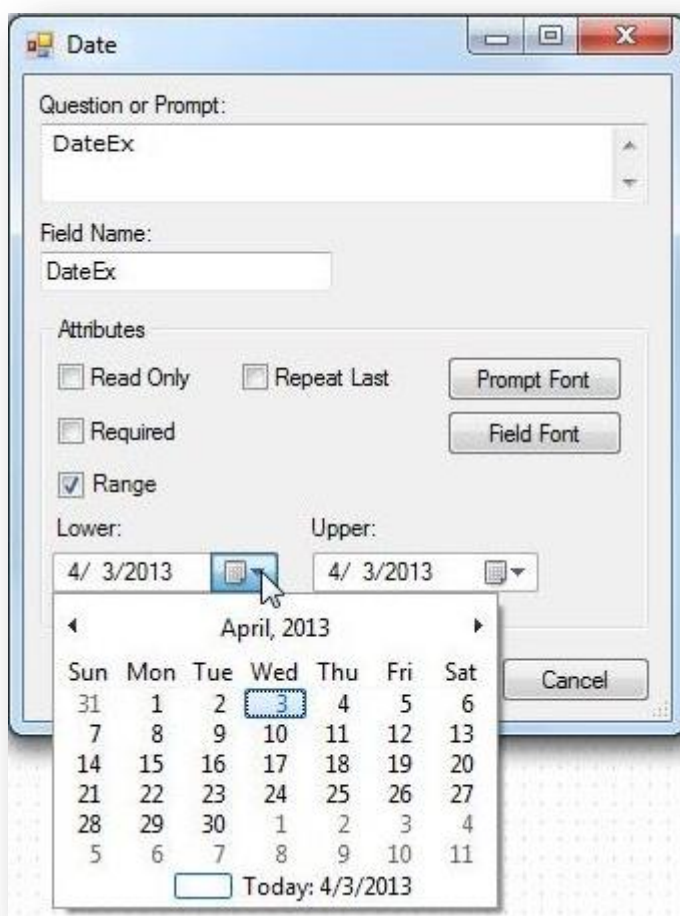 Date
Question or Prompt:
DateEx
Field Name:
DateEx
Attributes
Read Only Repeat Last Prompt Font
Required Field Font
Range
Lower: Upper:
4/ 3/2013 4/ 3/2013
April, 2013
Sun Mon Tue Wed Thu Fri Sat
31 1 2 3 4 5 6
Cancel
7 8 9 10 11 12 13
14 15 16 17 18 19 20
21 22 23 24 25 26 27
28 29 30 1 2 3 4
5 6 7 8 9 10 11
Today: 4/3/2013